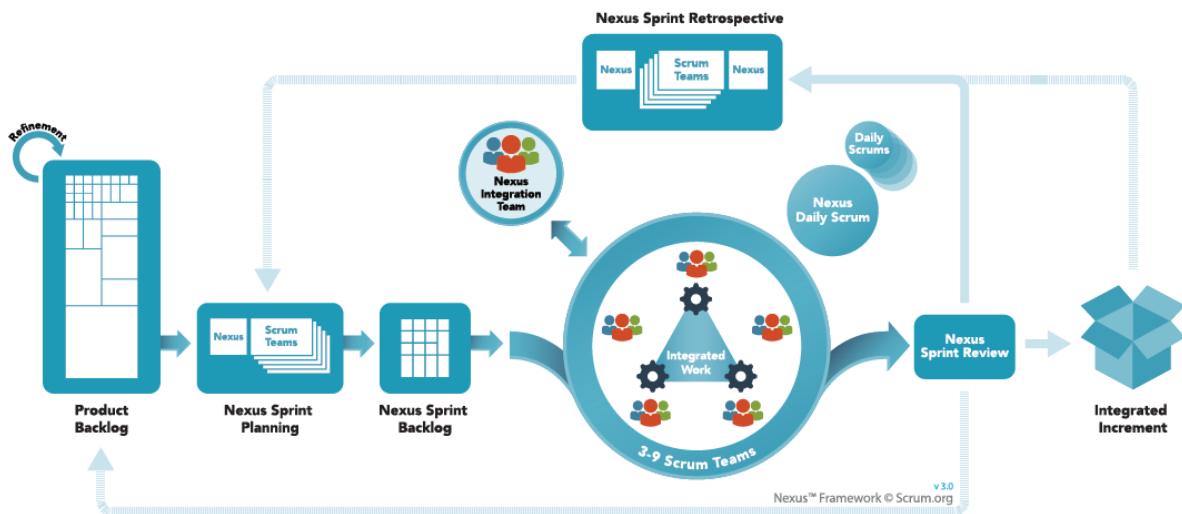 Nexus Sprint Retrospective
Nexus
Scrum
Teams
Nexus
Refinement
Nexus
Integration
Team
Daily
Scrums
Nexus
Daily Scrum
Nexus
Scrum
Teams
Integrated
Work
Nexus
Sprint Review
Product
Backlog
Nexus Sprint
Planning
Nexus Sprint
Backlog
3-9 Scrum Teams
Integrated
Increment
v 3.0
Nexus™ Framework © Scrum.org